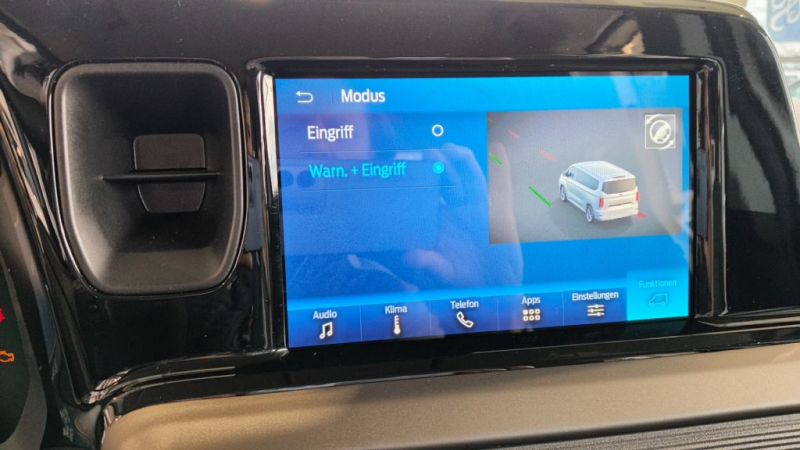 Modus
Eingriff
Warn. + Eingriff
Audio
Klima
Telefon
Apps
Einstellungen
Funktionen